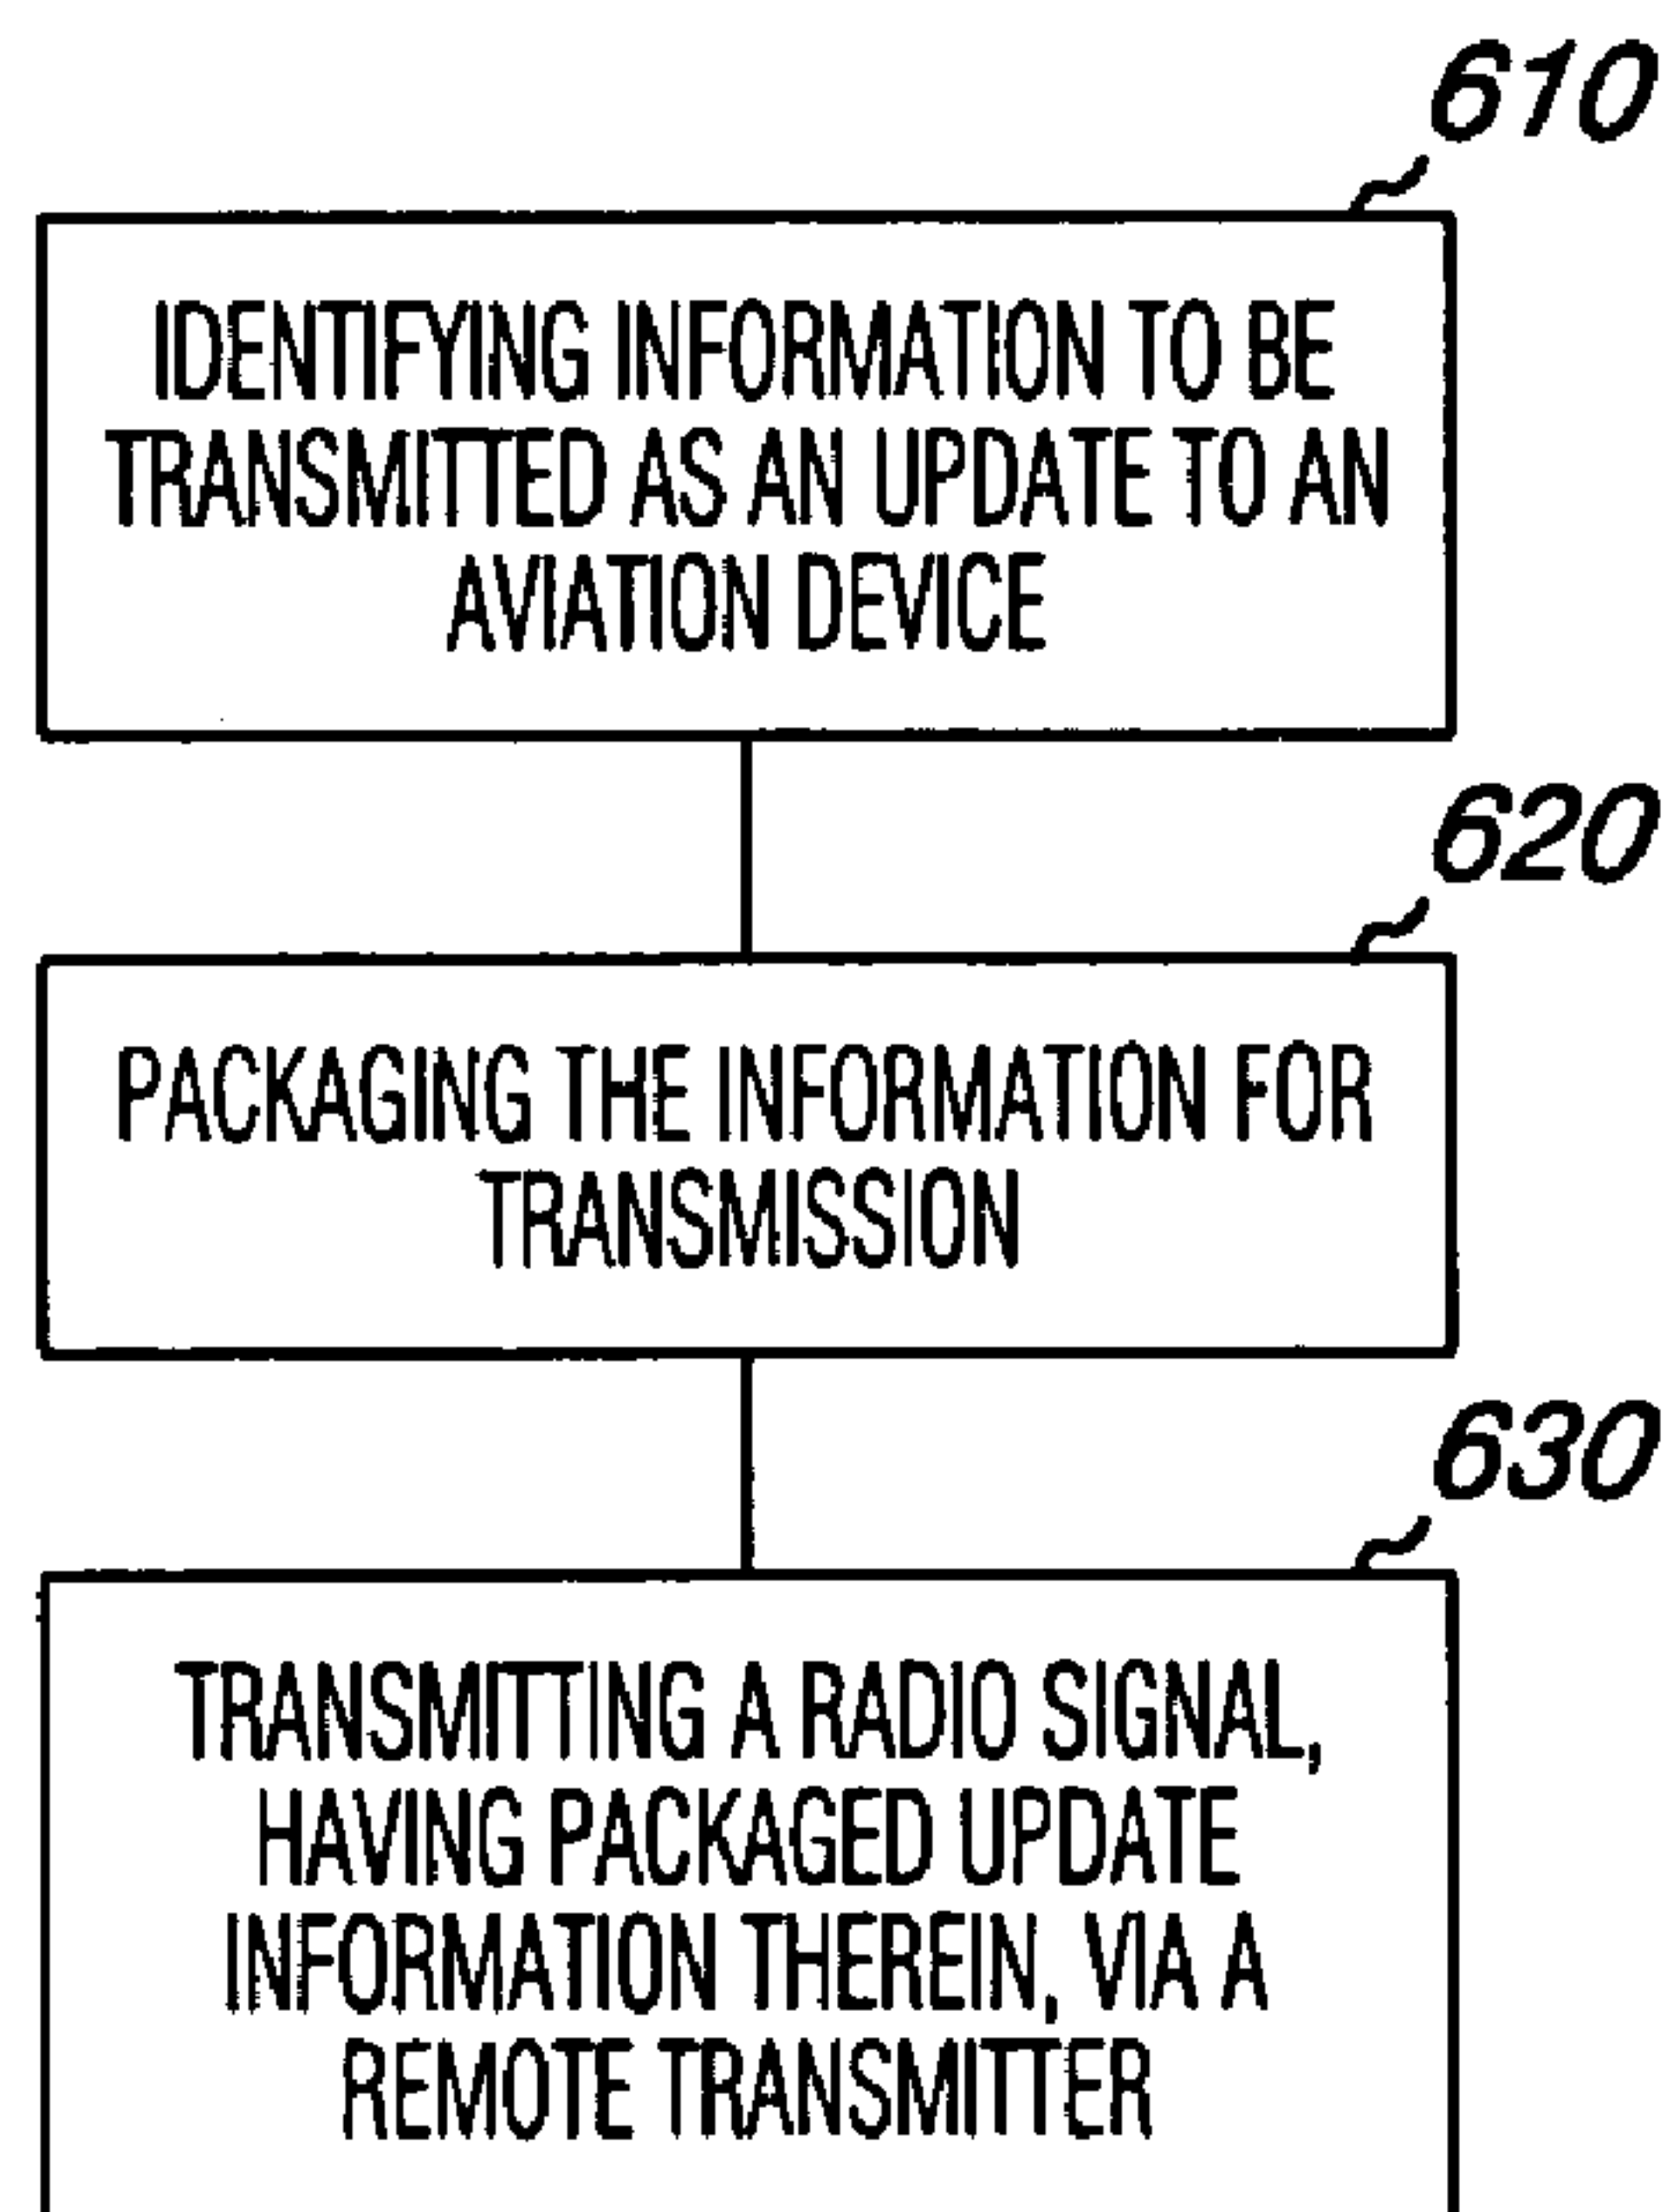 610
IDENTIFYING INFORMATION TO BE
TRANSMITTED AS AN UPDATE TO AN
AVIATION DEVICE
620
PACKAGING THE INFORMATION FOR
TRANSMISSION
630
TRANSMITTING A RADIO SIGNAL,
HAVING PACKAGED UPDATE
INFORMATION THEREIN, VIA A
REMOTE TRANSMITTER